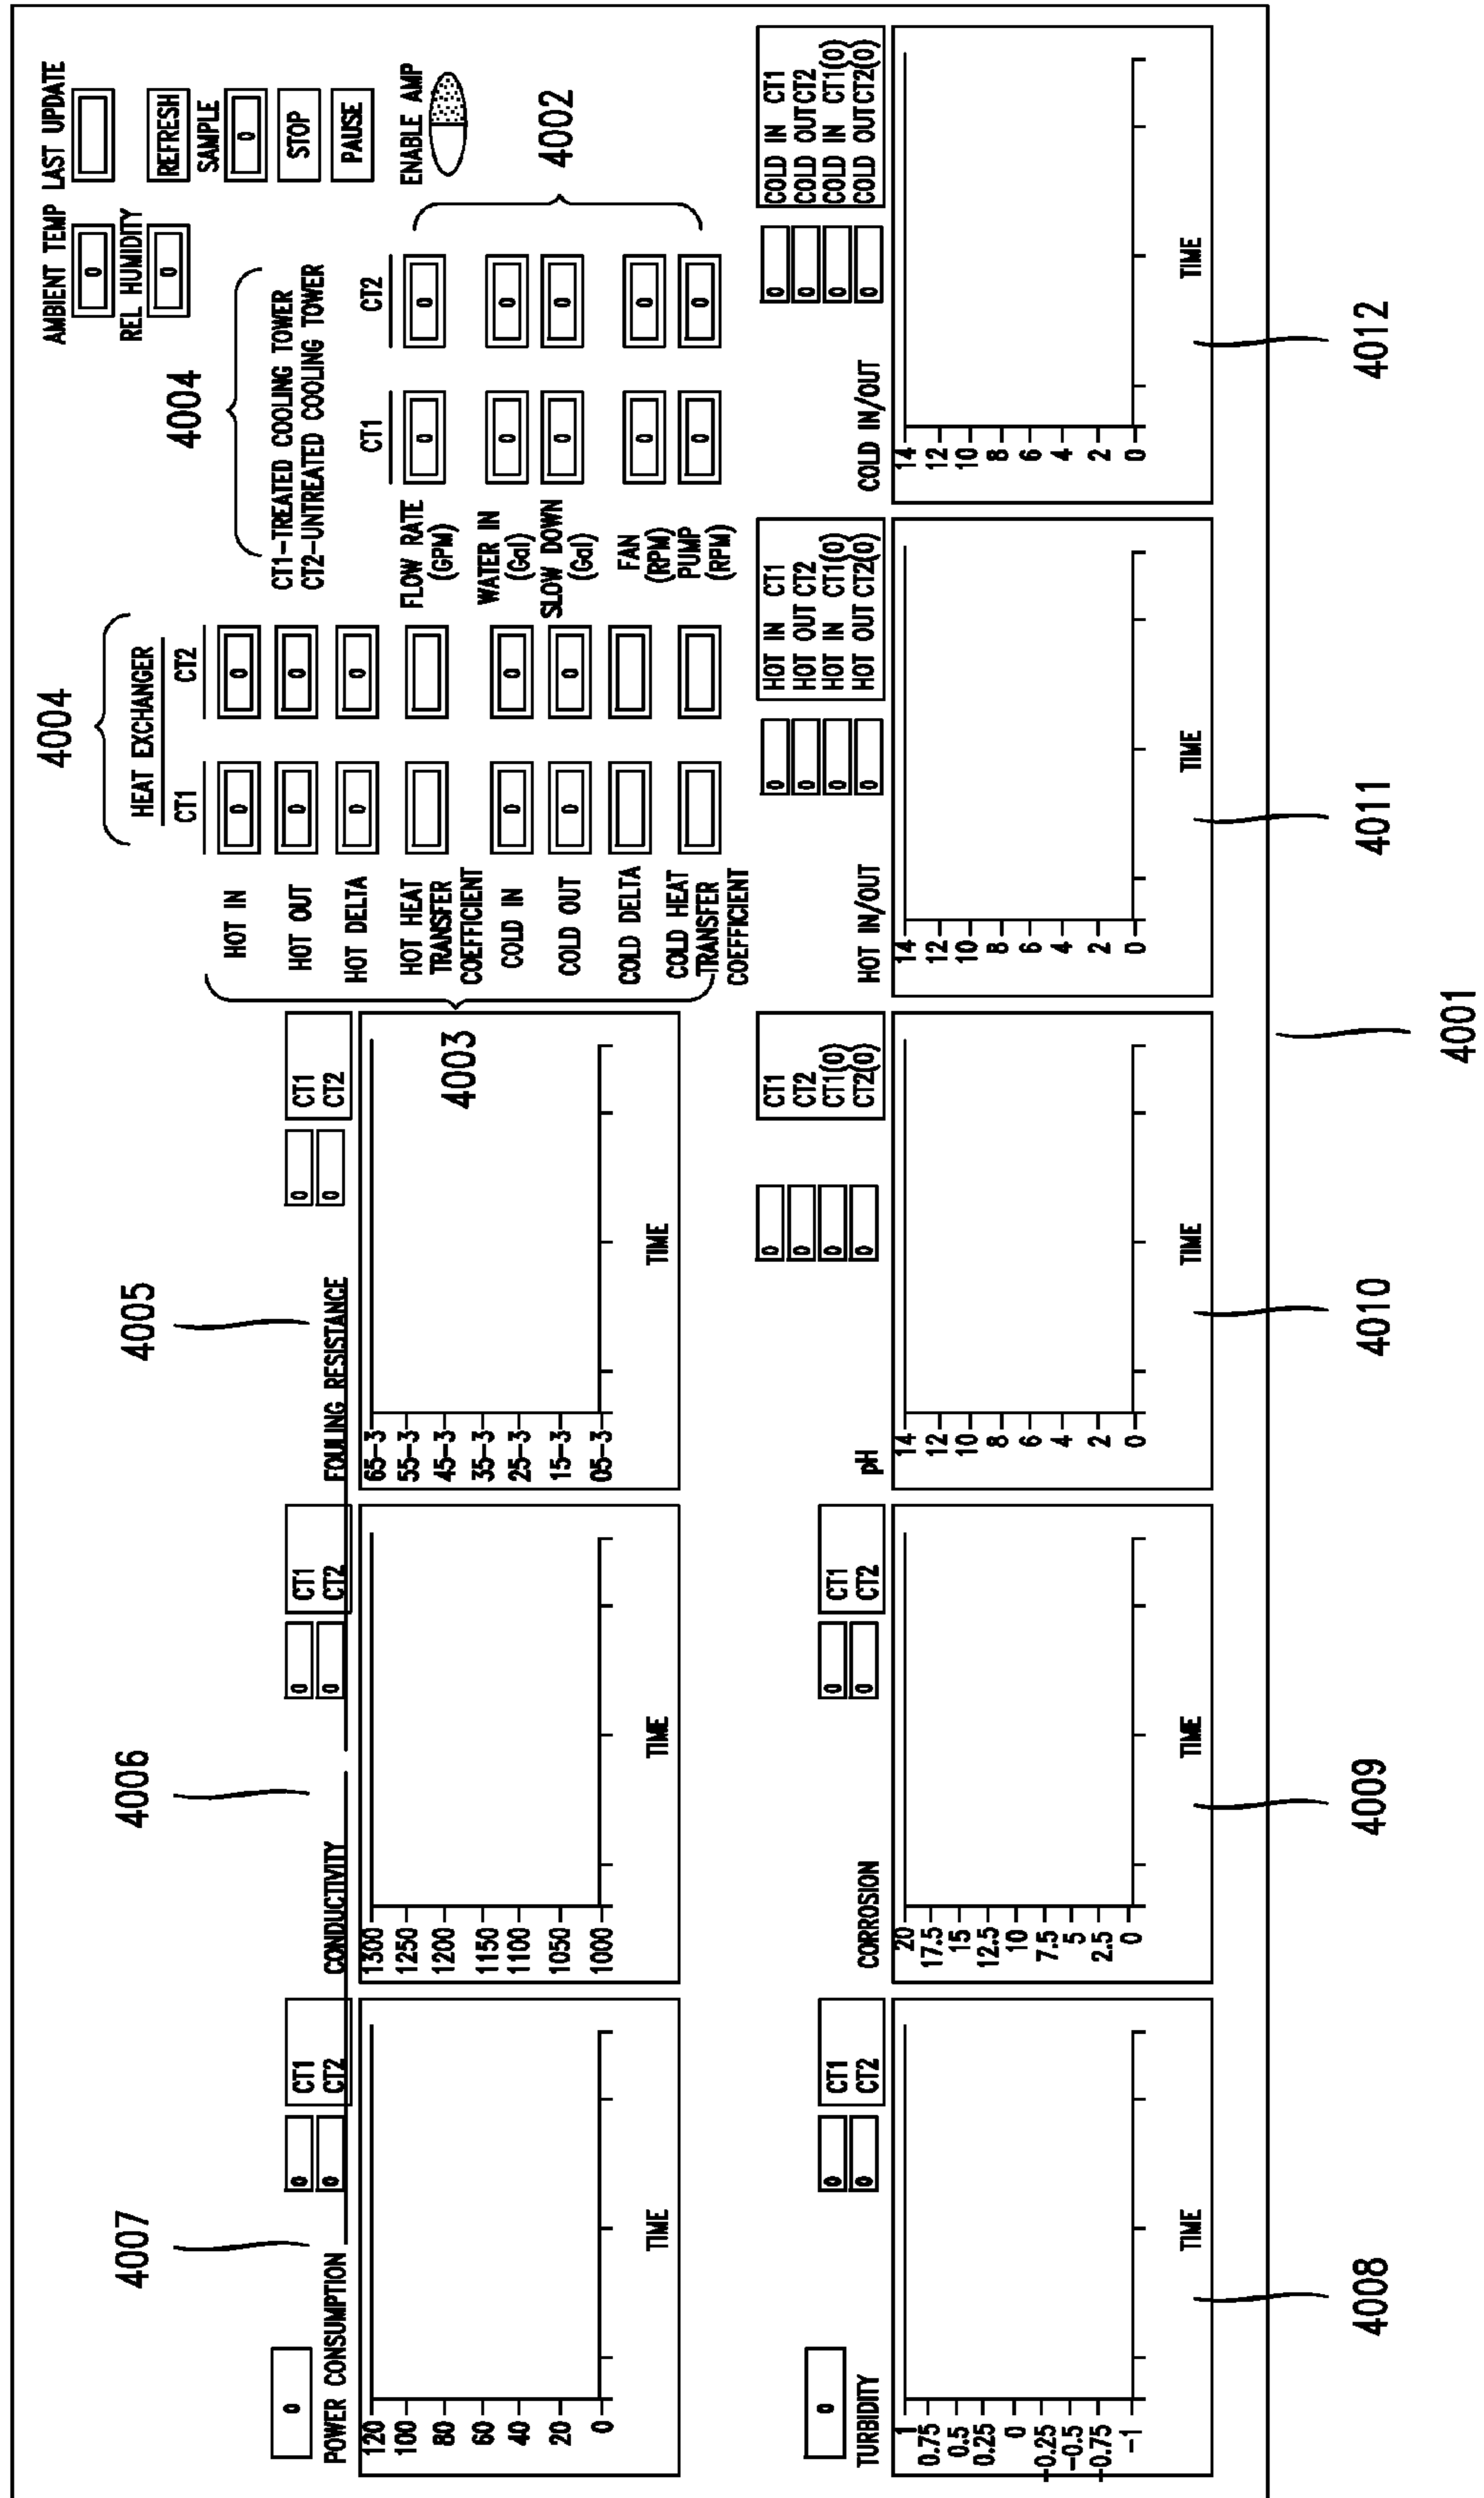 4007
4006
4005
4004
4004
AMBIENT TEMP
LAST UPDATE
0
REL HUMIDITY
0
REFRESH
SAMPLE
0
STOP
PAUSE
ENABLE AMP
4002
HEAT EXCHANGER
CT1 CT2
CT1-TREATED COOLING TOWER
CT2-UNTREATED COOLING TOWER
HOT IN 0 0
HOT OUT 0 0
HOT DELTA 0 0
HOT HEAT
TRANSFER
COEFFICIENT
COLD IN 0 0
COLD OUT 0 0
COLD DELTA
COLD HEAT
TRANSFER
COEFFICIENT
4003
CT1 CT2
FLOW RATE
(GPM) 0 0
WATER IN
(Gal) 0 0
SLOW DOWN
(Gal) 0 0
FAN
(RPM) 0 0
PUMP
(RPM) 0 0
0
POWER CONSUMPTION
0 CT1
0 CT2
120
100
80
60
40
20
0
TIME
CONDUCTIVITY
0 CT1
0 CT2
1300
1250
1200
1150
1100
1050
1000
TIME
FOULING RESISTANCE
0 CT1
0 CT2
65-3
55-3
45-3
35-3
25-3
15-3
05-3
TIME
0
TURBIDITY
0 CT1
0 CT2
1
0.75
0.5
0.25
0
-0.25
-0.5
-0.75
-1
TIME
CORROSION
0 CT1
0 CT2
20
17.5
15
12.5
10
7.5
5
2.5
0
TIME
pH
0 CT1
0 CT2
0 CT1(0)
0 CT2(0)
14
12
10
8
6
4
2
0
TIME
HOT IN/OUT
0 HOT IN CT1
0 HOT OUT CT2
0 HOT IN CT1(0)
0 HOT OUT CT2(0)
14
12
10
8
6
4
2
0
TIME
COLD IN/OUT
0 COLD IN CT1
0 COLD OUT CT2
0 COLD IN CT1(0)
0 COLD OUT CT2(0)
14
12
10
8
6
4
2
0
TIME
4008
4009
4010
4011
4012
4001